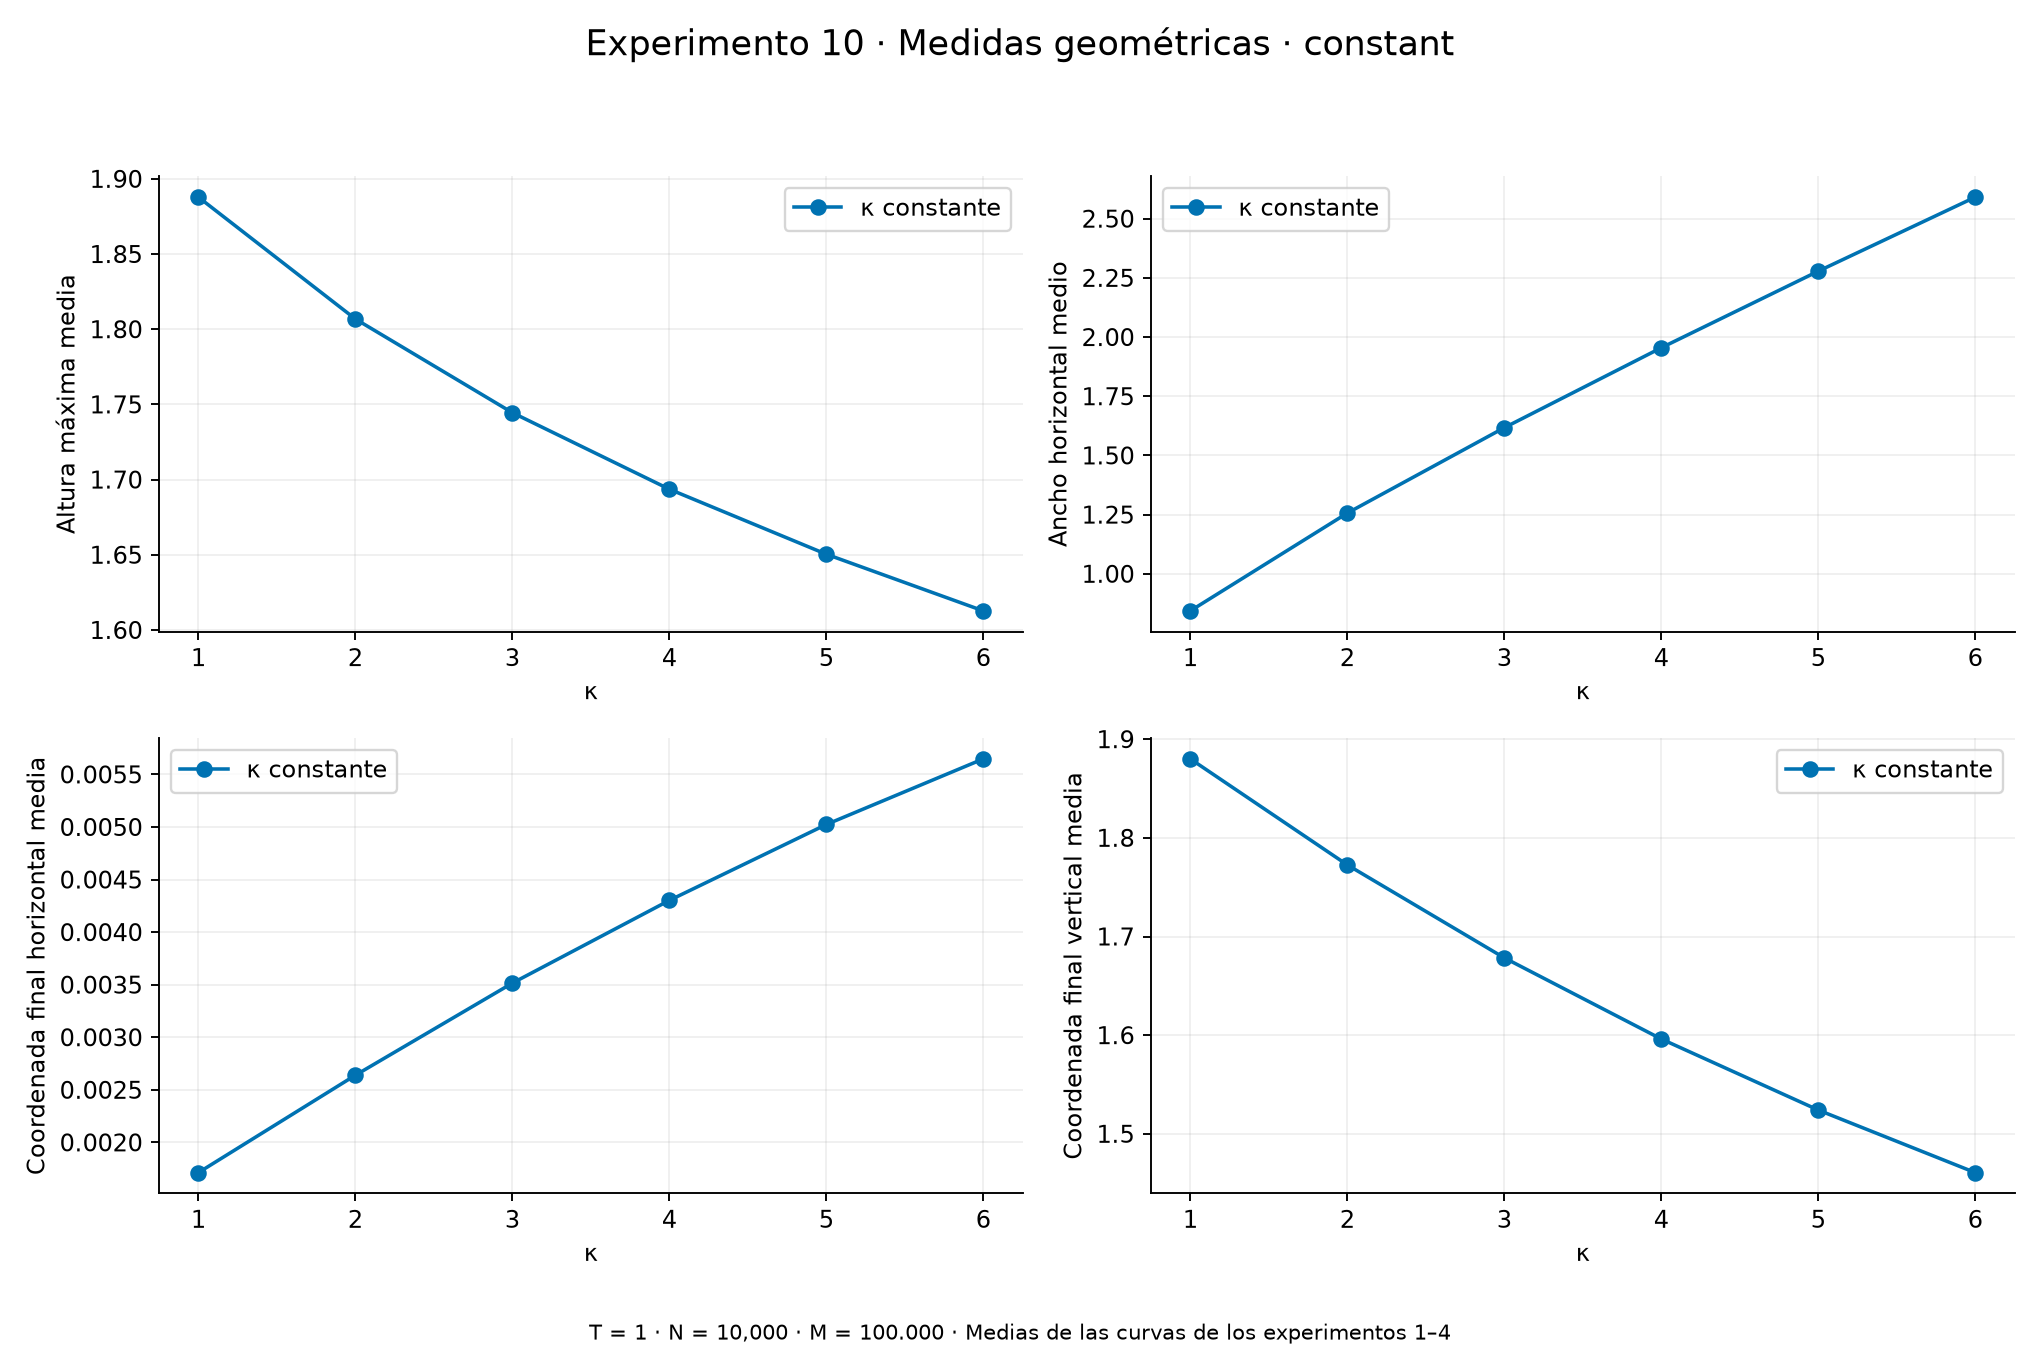 Experimento 10 · Medidas geométricas · constant
Altura máxima media
1.90
1.85
1.80
1.75
1.70
1.65
1.60
κ constante
1 2 3 4 5 6
κ
Ancho horizontal medio
2.50
2.25
2.00
1.75
1.50
1.25
1.00
κ constante
1 2 3 4 5 6
κ
Coordenada final horizontal media
0.0055
0.0050
0.0045
0.0040
0.0035
0.0030
0.0025
0.0020
κ constante
1 2 3 4 5 6
κ
Coordenada final vertical media
1.9
1.8
1.7
1.6
1.5
κ constante
1 2 3 4 5 6
κ
T = 1 · N = 10,000 · M = 100.000 · Medias de las curvas de los experimentos 1–4